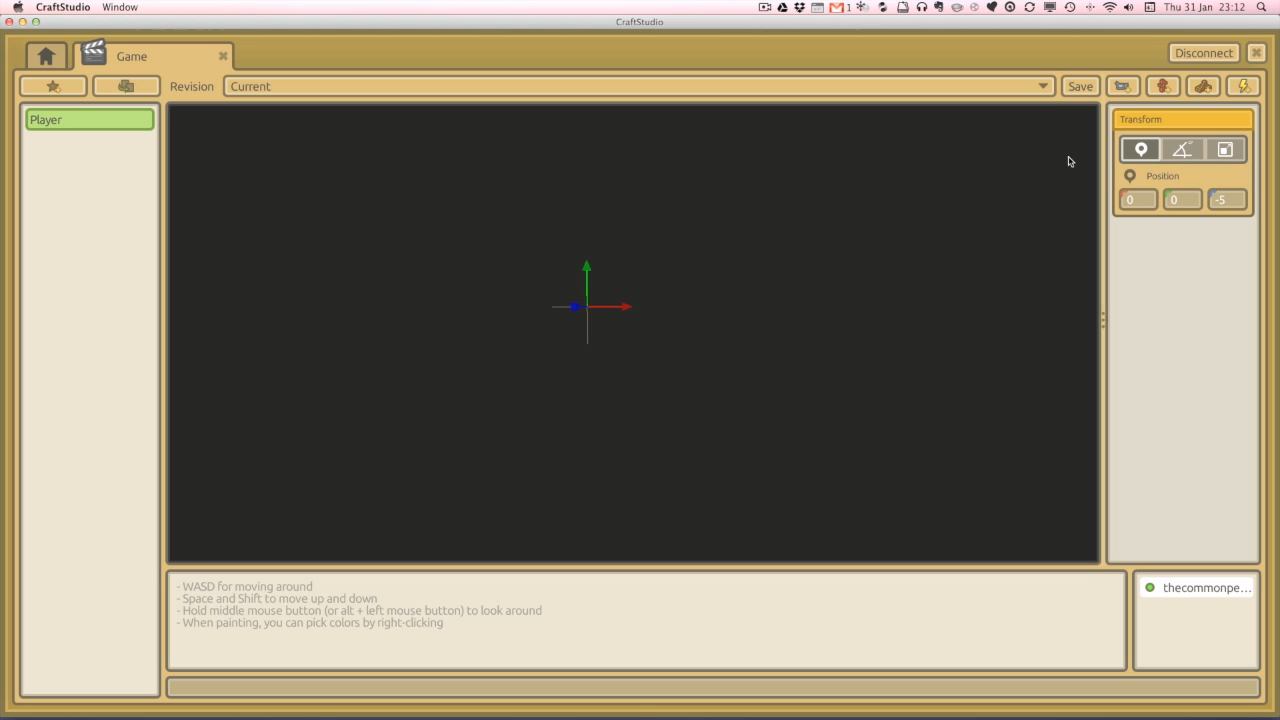 CraftStudio Window 1 Thu 31 Jan 23:12
CraftStudio
Game Disconnect
Revision Current Save
Player
Transform
Position
0 0 -5
- WASD for moving around
- Space and Shift to move up and down
- Hold middle mouse button (or alt + left mouse button) to look around
- When painting, you can pick colors by right-clicking
thecommonpe...